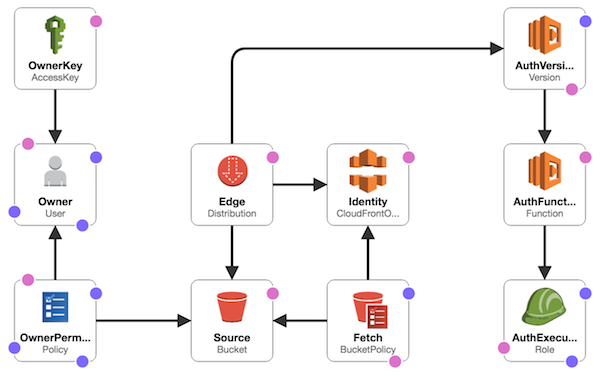 OwnerKey
AccessKey
AuthVersi...
Version
Owner
User
Edge
Distribution
Identity
CloudFrontO...
AuthFunct...
Function
OwnerPerm...
Policy
Source
Bucket
Fetch
BucketPolicy
AuthExecu...
Role